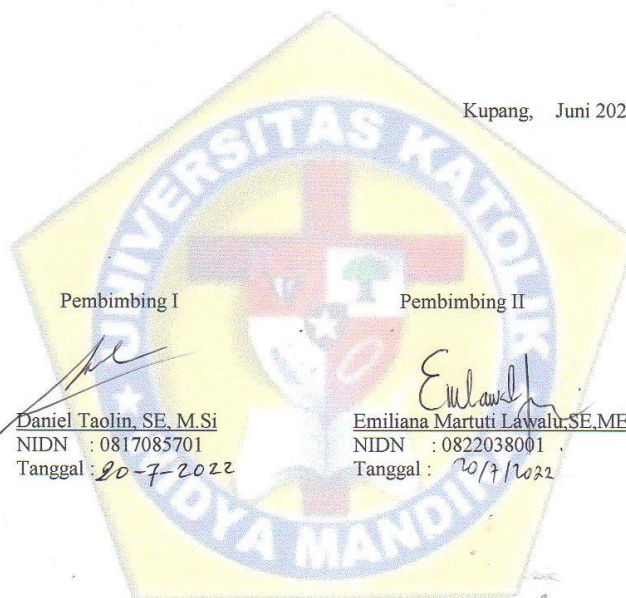 UNIVERSITAS KATOLIK
WIDYA MANDIRA
Kupang, Juni 202
Pembimbing I
Pembimbing II
Daniel Taolin, SE, M.Si
NIDN : 0817085701
Tanggal : 20-7-2022
Emiliana Martuti Lawalu,SE,ME
NIDN : 0822038001
Tanggal : 20/7/2022